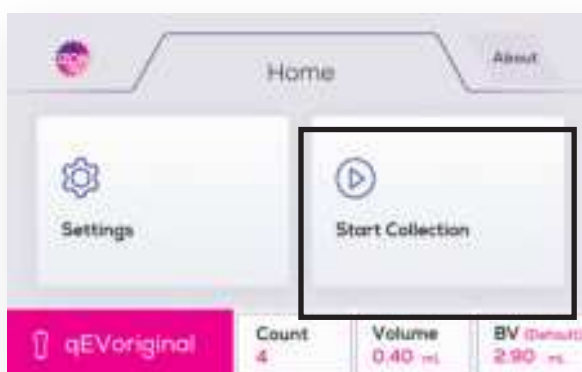 Home
About
Settings
Start Collection
qEVoriginal
Count
4
Volume
0.40 mL
BV (Default)
2.90 mL